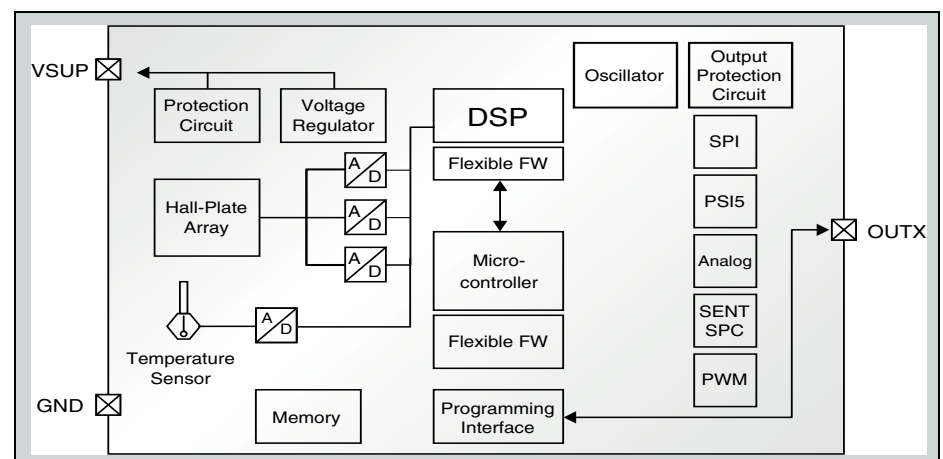 VSUP
Protection
Circuit
Voltage
Regulator
DSP
Flexible FW
Oscillator
Output
Protection
Circuit
SPI
PSI5
Analog
SENT
SPC
PWM
OUTX
Hall-Plate
Array
A
D
A
D
A
D
Micro-
controller
Flexible FW
Temperature
Sensor
A
D
GND
Memory
Programming
Interface